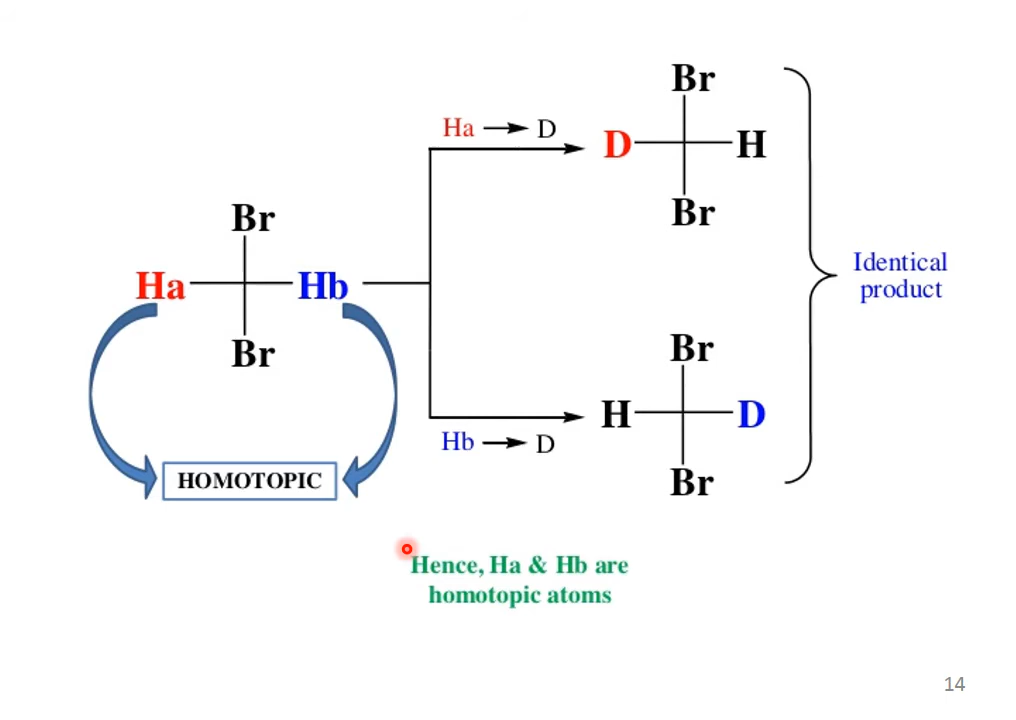 Br
Ha → D
D
H
Br
Br
Ha
Hb
Br
Identical
product
Br
H
D
Hb → D
Br
HOMOTOPIC
Hence, Ha & Hb are
homotopic atoms
14